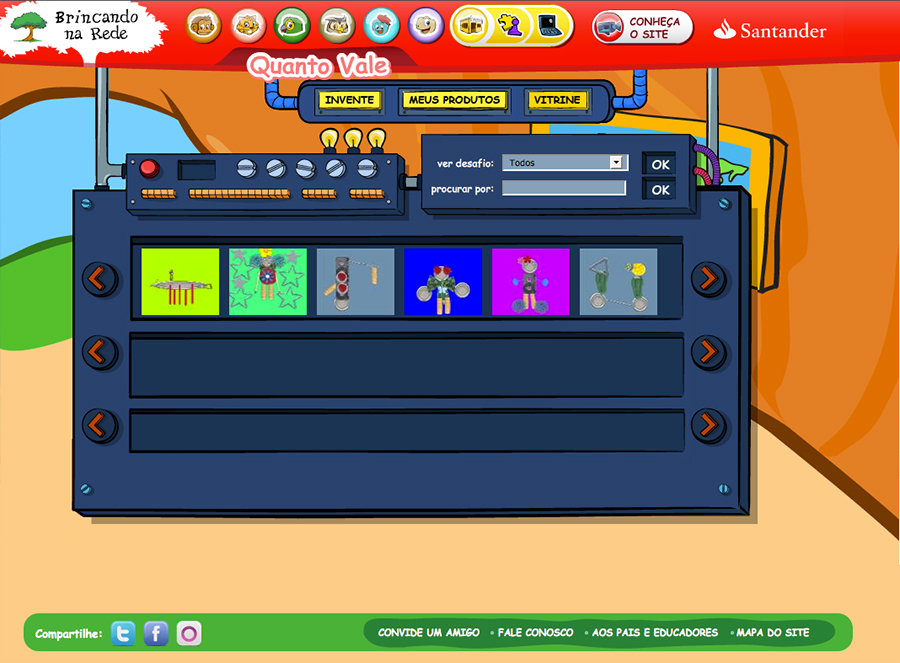 Brincando
na Rede
CONHEÇA
O SITE
Santander
Quanto Vale
INVENTE
MEUS PRODUTOS
VITRINE
ver desafio:
Todos
OK
procurar por:
OK
Compartilhe:
CONVIDE UM AMIGO • FALE CONOSCO • AOS PAIS E EDUCADORES • MAPA DO SITE